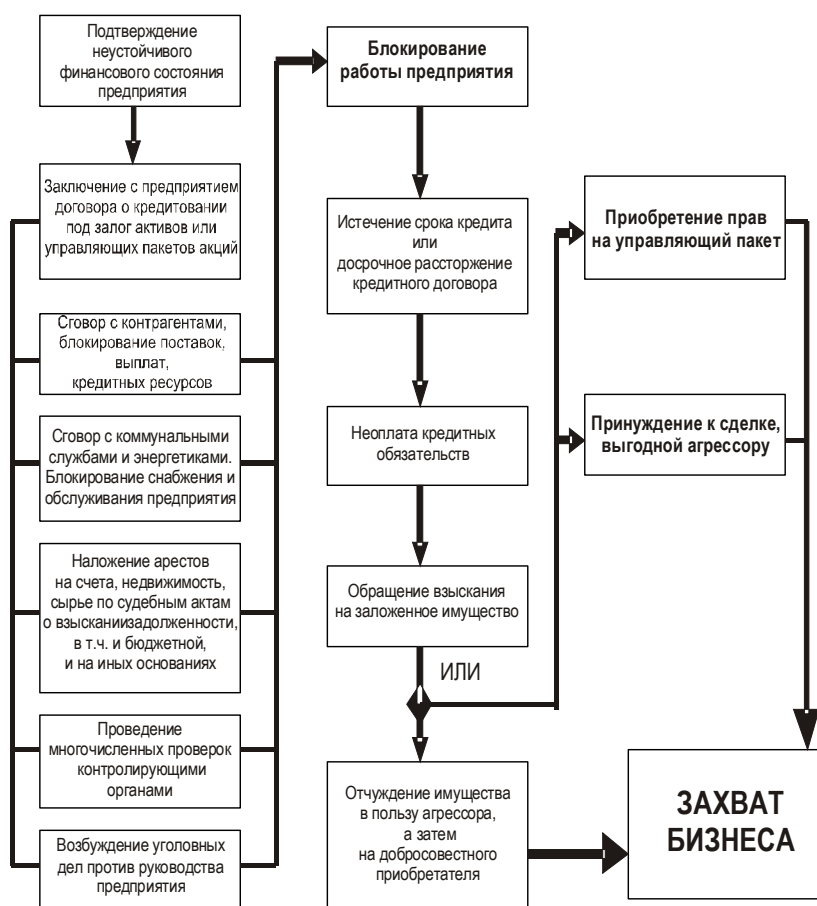 Подтверждение
неустойчивого
финансового состояния
предприятия
Заключение с предприятием
договора о кредитовании
под залог активов или
управляющих пакетов акций
Сговор с контрагентами,
блокирование поставок,
выплат,
кредитных ресурсов
Сговор с коммунальными
службами и энергетиками.
Блокирование снабжения и
обслуживания предприятия
Наложение арестов
на счета, недвижимость,
сырье по судебным актам
о взысканиизадолженности,
в т.ч. и бюджетной,
и на иных основаниях
Проведение
многочисленных проверок
контролирующими
органами
Возбуждение уголовных
дел против руководства
предприятия
Блокирование
работы предприятия
Истечение срока кредита
или
досрочное рассторжение
кредитного договора
Неоплата кредитных
обязательств
Обращение взыскания
на заложенное имущество
ИЛИ
Отчуждение имущества
в пользу агрессора,
а затем
на добросовестного
приобретателя
Приобретение прав
на управляющий пакет
Принуждение к сделке,
выгодной агрессору
ЗАХВАТ
БИЗНЕСА